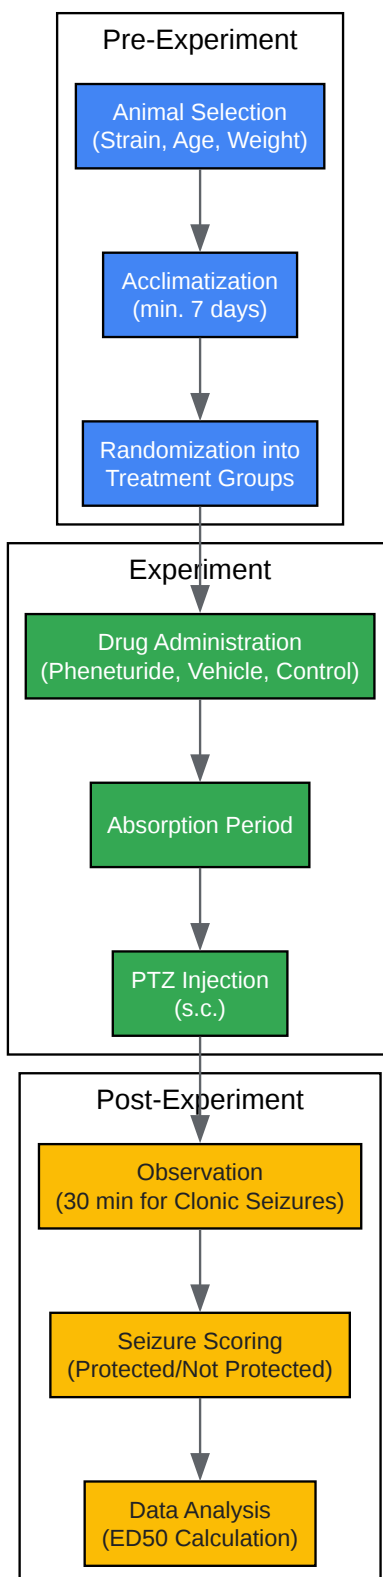 Pre-Experiment
Animal Selection
(Strain, Age, Weight)
Acclimatization
(min. 7 days)
Randomization into
Treatment Groups
Experiment
Drug Administration
(Pheneturide, Vehicle, Control)
Absorption Period
PTZ Injection
(s.c.)
Post-Experiment
Observation
(30 min for Clonic Seizures)
Seizure Scoring
(Protected/Not Protected)
Data Analysis
(ED50 Calculation)